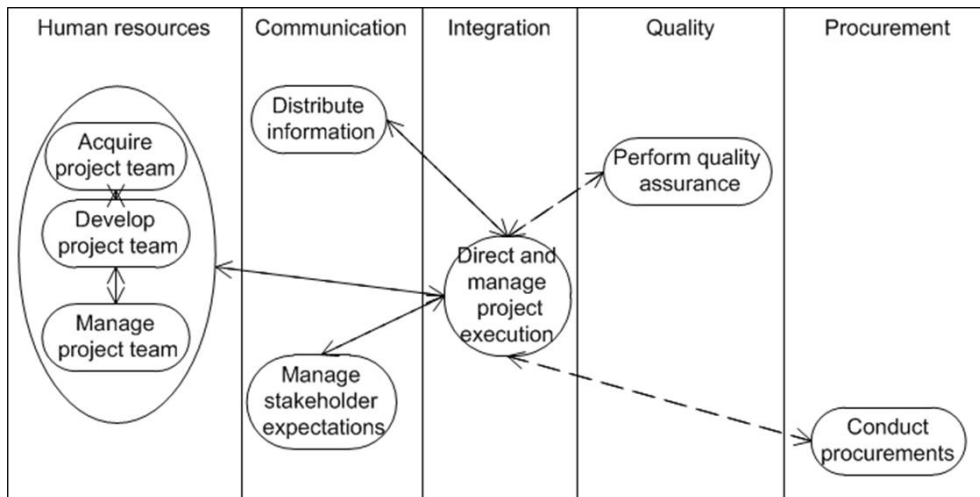 Human resources
Communication
Integration
Quality
Procurement
Acquire
project team
Develop
project team
Manage
project team
Distribute
information
Manage
stakeholder
expectations
Direct and
manage
project
execution
Perform quality
assurance
Conduct
procurements